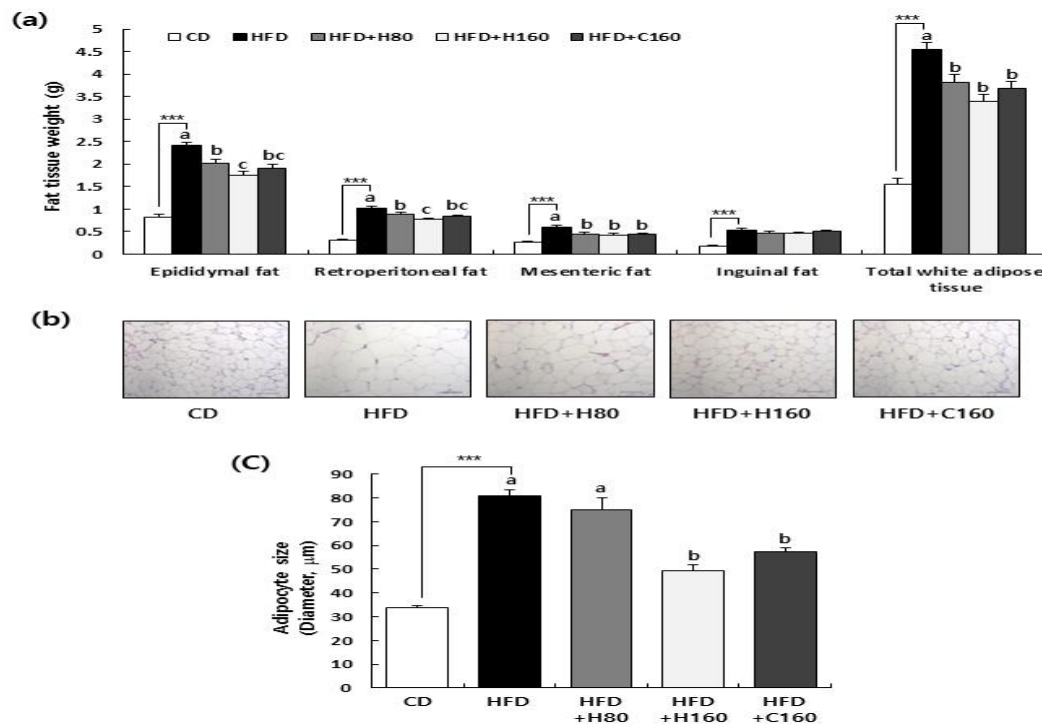 (a)
CD HFD HFD+H80 HFD+H160 HFD+C160
Fat tissue weight (g)
5
4.5
4
3.5
3
2.5
2
1.5
1
0.5
0
*** a b c bc
*** a b c bc
*** a b b b
***
*** a b b b
Epididymal fat Retroperitoneal fat Mesenteric fat Inguinal fat Total white adipose
tissue
(b)
CD HFD HFD+H80 HFD+H160 HFD+C160
(C)
Adipocyte size
(Diameter, μm)
90
80
70
60
50
40
30
20
10
0
*** a a b b
CD HFD HFD HFD HFD
+H80 +H160 +C160